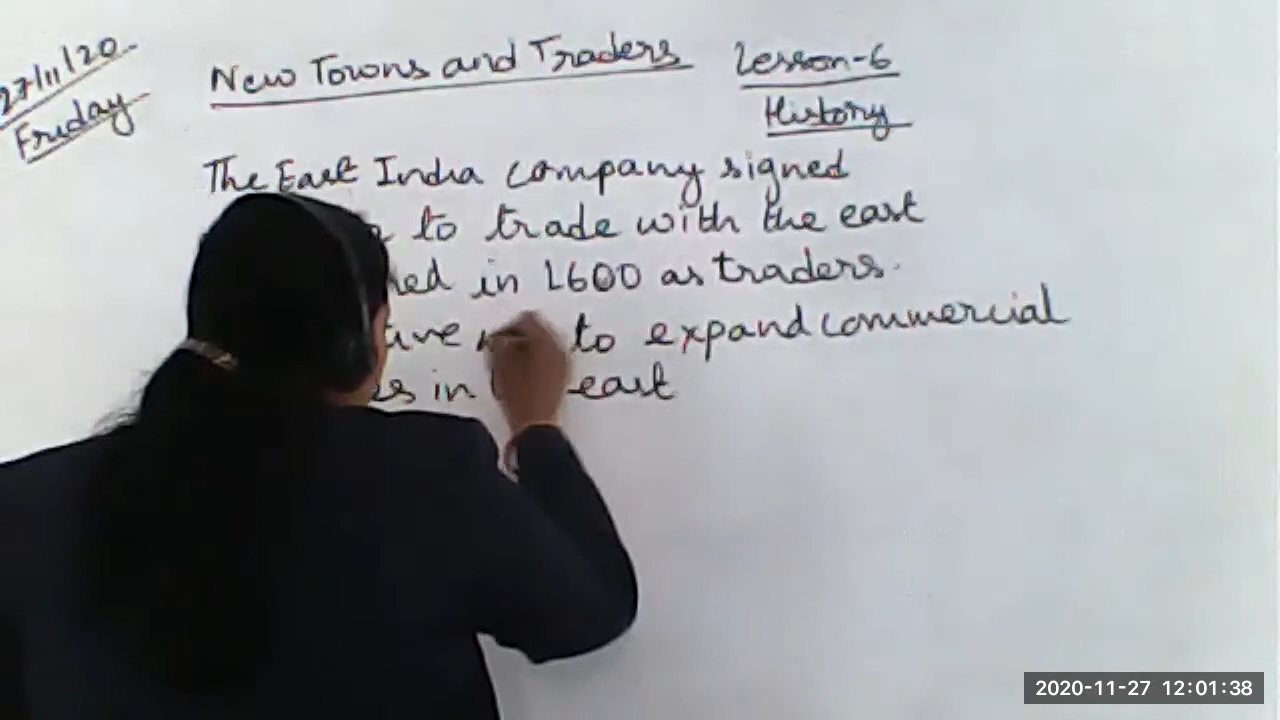 27/11/20
Friday
New Towns and Traders
Lesson-6
History
The East India company signed
to trade with the east
in 1600 as traders.
to expand commercial
in east
2020-11-27 12:01:38